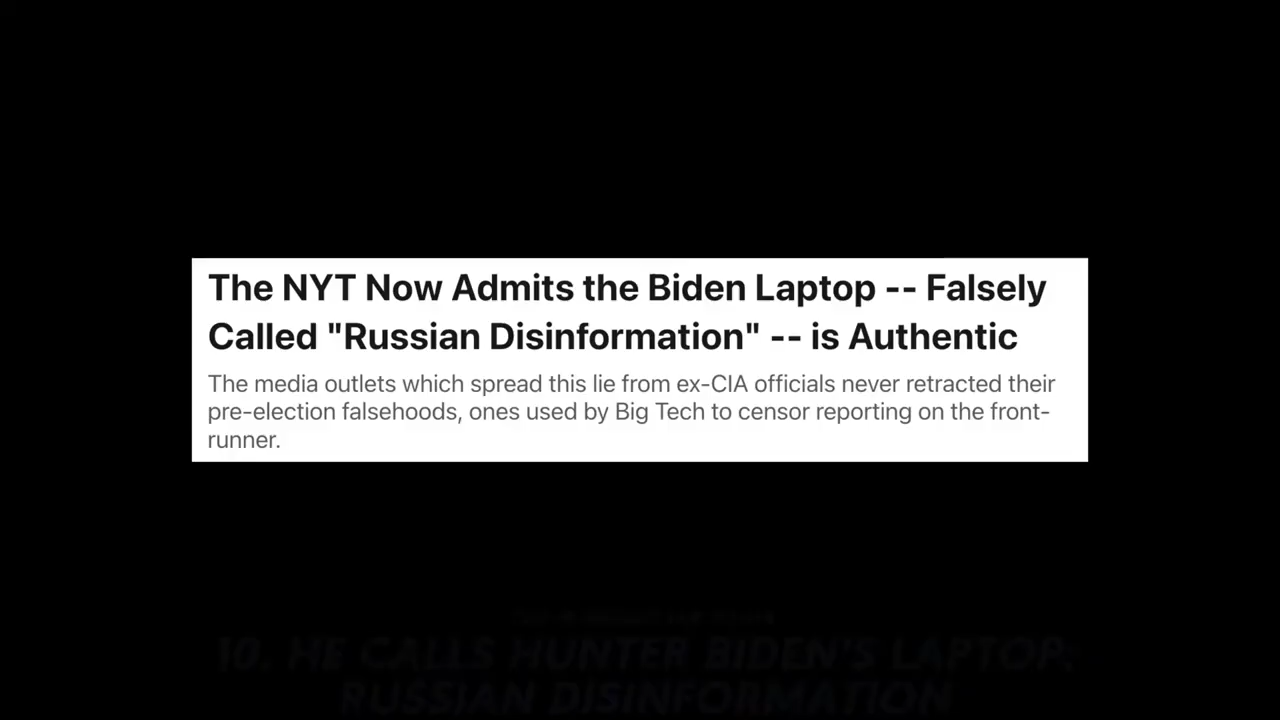 The NYT Now Admits the Biden Laptop -- Falsely
Called "Russian Disinformation" -- is Authentic
The media outlets which spread this lie from ex-CIA officials never retracted their
pre-election falsehoods, ones used by Big Tech to censor reporting on the front-
runner.
10. HE CALLS HUNTER BIDEN'S LAPTOP:
RUSSIAN DISINFORMATION